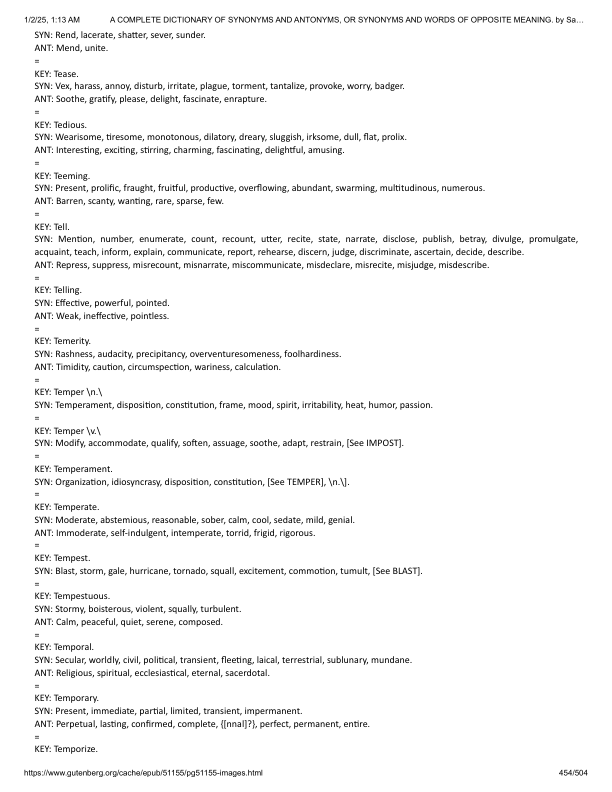 1/2/25, 1:13 AM A COMPLETE DICTIONARY OF SYNONYMS AND ANTONYMS, OR SYNONYMS AND WORDS OF OPPOSITE MEANING. by Sa…
SYN: Rend, lacerate, shatter, sever, sunder.
ANT: Mend, unite.
=
KEY: Tease.
SYN: Vex, harass, annoy, disturb, irritate, plague, torment, tantalize, provoke, worry, badger.
ANT: Soothe, gratify, please, delight, fascinate, enrapture.
=
KEY: Tedious.
SYN: Wearisome, tiresome, monotonous, dilatory, dreary, sluggish, irksome, dull, flat, prolix.
ANT: Interesting, exciting, stirring, charming, fascinating, delightful, amusing.
=
KEY: Teeming.
SYN: Present, prolific, fraught, fruitful, productive, overflowing, abundant, swarming, multitudinous, numerous.
ANT: Barren, scanty, wanting, rare, sparse, few.
=
KEY: Tell.
SYN: Mention, number, enumerate, count, recount, utter, recite, state, narrate, disclose, publish, betray, divulge, promulgate,
acquaint, teach, inform, explain, communicate, report, rehearse, discern, judge, discriminate, ascertain, decide, describe.
ANT: Repress, suppress, misrecount, misnarrate, miscommunicate, misdeclare, misrecite, misjudge, misdescribe.
=
KEY: Telling.
SYN: Effective, powerful, pointed.
ANT: Weak, ineffective, pointless.
=
KEY: Temerity.
SYN: Rashness, audacity, precipitancy, overventuresomeness, foolhardiness.
ANT: Timidity, caution, circumspection, wariness, calculation.
=
KEY: Temper \n.\
SYN: Temperament, disposition, constitution, frame, mood, spirit, irritability, heat, humor, passion.
=
KEY: Temper \v.\
SYN: Modify, accommodate, qualify, soften, assuage, soothe, adapt, restrain, [See IMPOST].
=
KEY: Temperament.
SYN: Organization, idiosyncrasy, disposition, constitution, [See TEMPER], \n.\].
=
KEY: Temperate.
SYN: Moderate, abstemious, reasonable, sober, calm, cool, sedate, mild, genial.
ANT: Immoderate, self-indulgent, intemperate, torrid, frigid, rigorous.
=
KEY: Tempest.
SYN: Blast, storm, gale, hurricane, tornado, squall, excitement, commotion, tumult, [See BLAST].
=
KEY: Tempestuous.
SYN: Stormy, boisterous, violent, squally, turbulent.
ANT: Calm, peaceful, quiet, serene, composed.
=
KEY: Temporal.
SYN: Secular, worldly, civil, political, transient, fleeting, laical, terrestrial, sublunary, mundane.
ANT: Religious, spiritual, ecclesiastical, eternal, sacerdotal.
=
KEY: Temporary.
SYN: Present, immediate, partial, limited, transient, impermanent.
ANT: Perpetual, lasting, confirmed, complete, {[nnal]?}, perfect, permanent, entire.
=
KEY: Temporize.
https://www.gutenberg.org/cache/epub/51155/pg51155-images.html 454/504